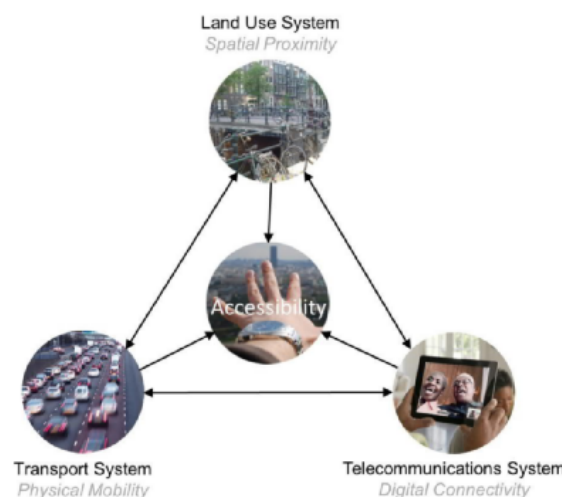 Land Use System
Spatial Proximity
Accessibility
Transport System
Physical Mobility
Telecommunications System
Digital Connectivity